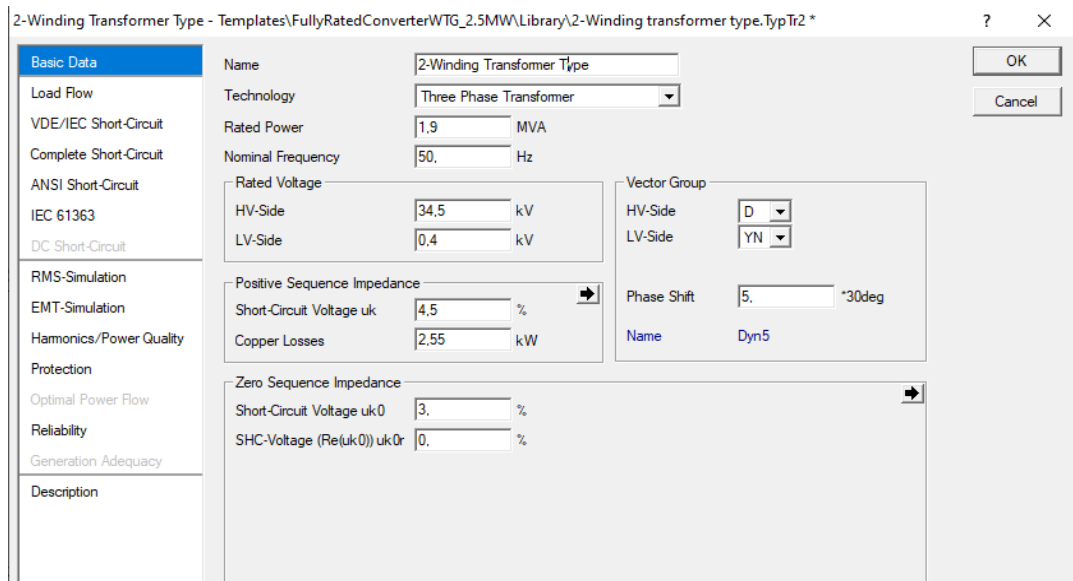 2-Winding Transformer Type - Templates\FullyRatedConverterWTG_2.5MW\Library\2-Winding transformer type.TypTr2 * ? ×
Basic Data
Load Flow
VDE/IEC Short-Circuit
Complete Short-Circuit
ANSI Short-Circuit
IEC 61363
DC Short-Circuit
RMS-Simulation
EMT-Simulation
Harmonics/Power Quality
Protection
Optimal Power Flow
Reliability
Generation Adequacy
Description
Name 2-Winding Transformer Type
Technology Three Phase Transformer
Rated Power 1,9 MVA
Nominal Frequency 50, Hz
Rated Voltage
HV-Side 34,5 kV
LV-Side 0,4 kV
Vector Group
HV-Side D
LV-Side YN
Phase Shift 5, *30deg
Name Dyn5
Positive Sequence Impedance
Short-Circuit Voltage uk 4,5 %
Copper Losses 2,55 kW
Zero Sequence Impedance
Short-Circuit Voltage uk0 3, %
SHC-Voltage (Re(uk0)) uk0r 0, %
OK
Cancel